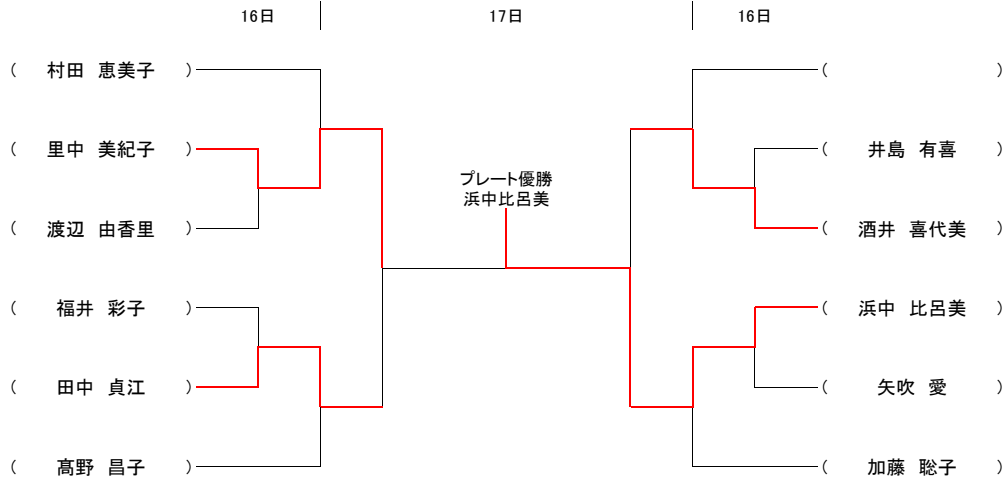 16日 17日 16日
( 村田 恵美子 )
( 里中 美紀子 )
( 渡辺 由香里 )
( 福井 彩子 )
( 田中 貞江 )
( 髙野 昌子 )
プレート優勝
浜中比呂美
( )
( 井島 有喜 )
( 酒井 喜代美 )
( 浜中 比呂美 )
( 矢吹 愛 )
( 加藤 聡子 )